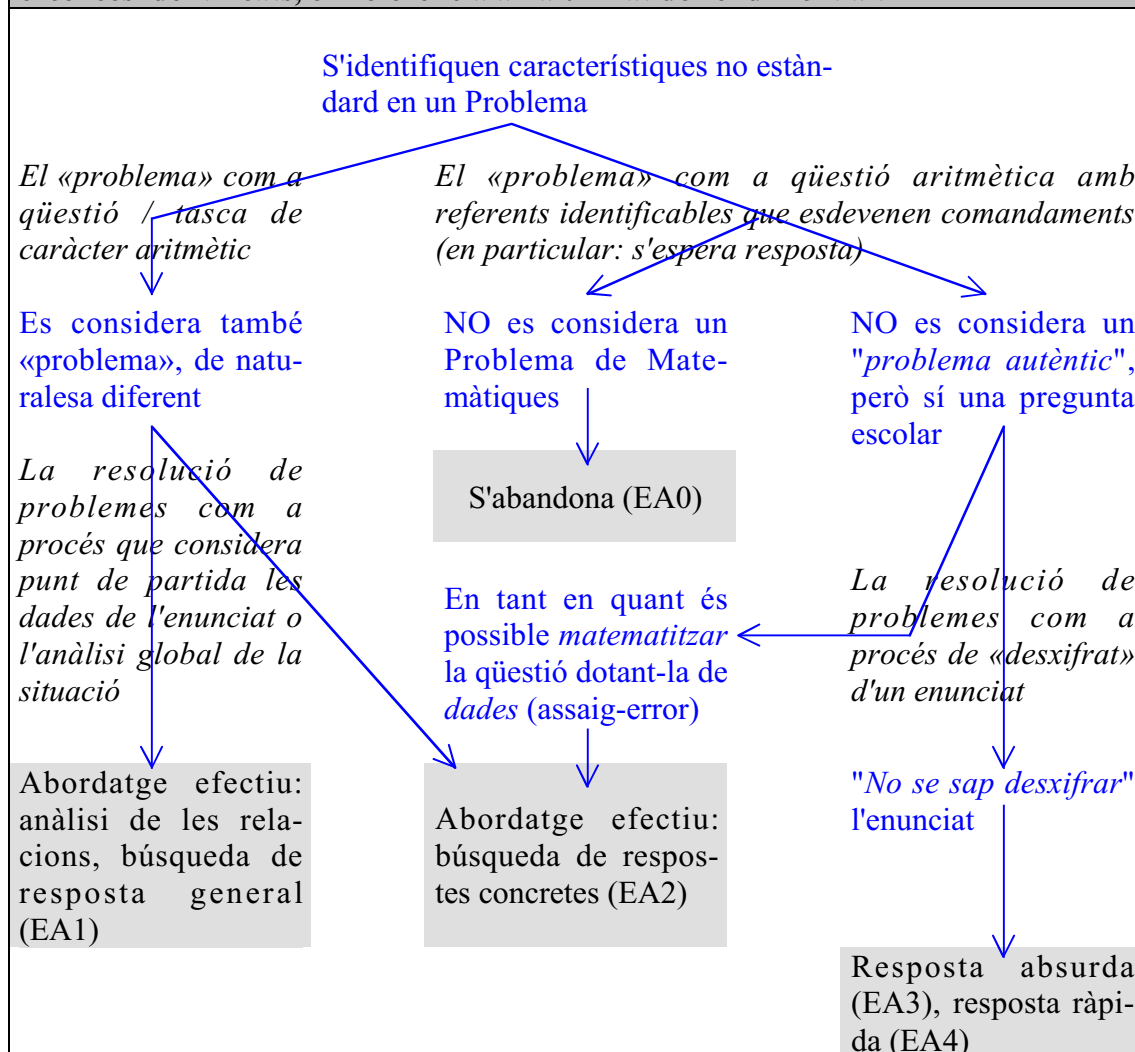 S'identifiquen característiques no estàn-
dard en un Problema
El «problema» com a
qüestió / tasca de
caràcter aritmètic
El «problema» com a qüestió aritmètica amb
referents identificables que esdevenen comandaments
(en particular: s'espera resposta)
Es considera també
«problema», de natu-
ralesa diferent
NO es considera un
Problema de Mate-
màtiques
NO es considera un
"problema autèntic",
però sí una pregunta
escolar
La resolució de
problemes com a
procés que considera
punt de partida les
dades de l'enunciat o
l'anàlisi global de la
situació
S'abandona (EA0)
En tant en quant és
possible matematitzar
la qüestió dotant-la de
dades (assaig-error)
La resolució de
problemes com a
procés de «desxifrat»
d'un enunciat
Abordatge efectiu:
anàlisi de les rela-
cions, búsqueda de
resposta general
(EA1)
Abordatge efectiu:
búsqueda de respos-
tes concretes (EA2)
"No se sap desxifrar"
l'enunciat
Resposta absurda
(EA3), resposta ràpi-
da (EA4)